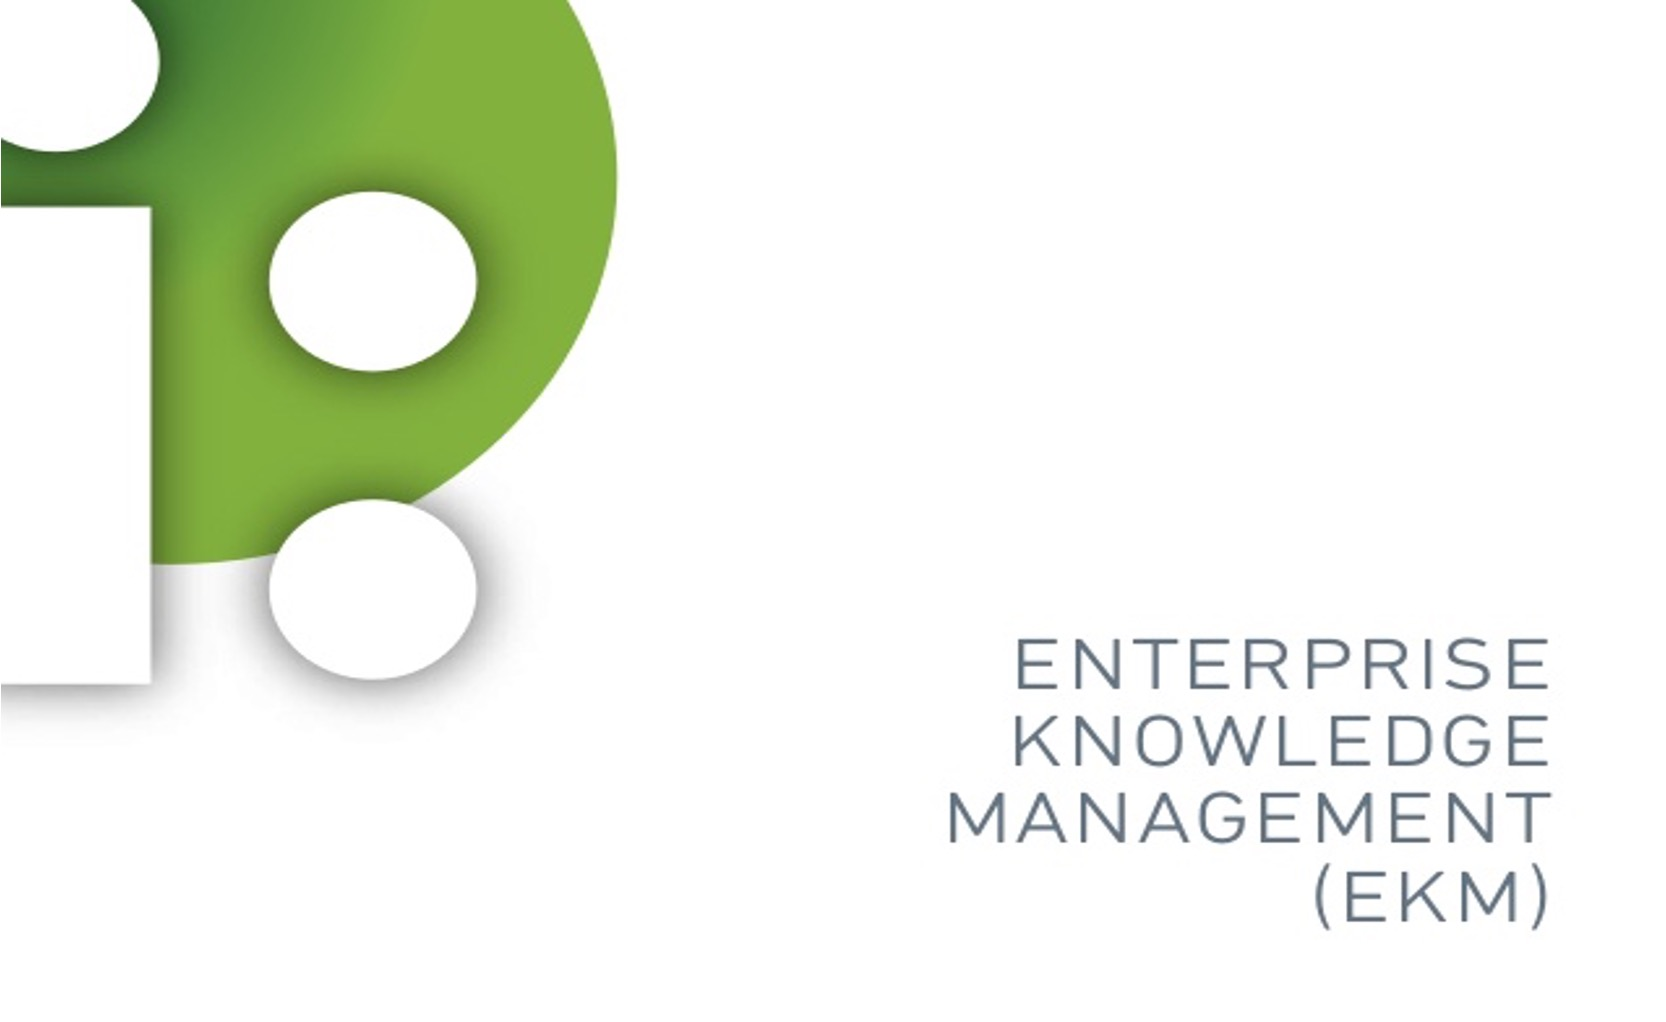 ENTERPRISE
KNOWLEDGE
MANAGEMENT
(EKM)